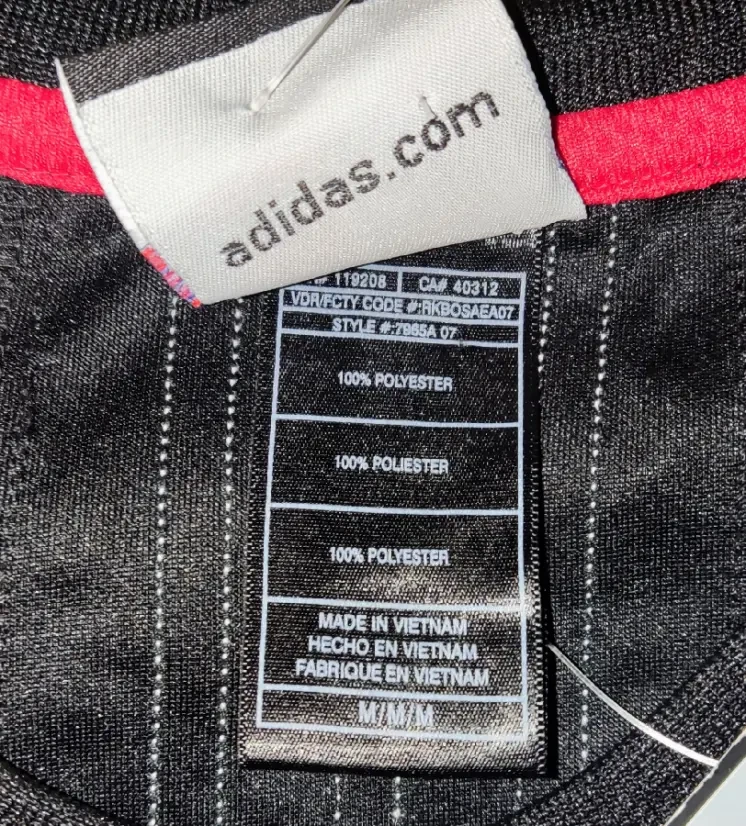 adidas.com
# 119208 CA# 40312
VDR/FCTY CODE #:RKBOSAEA07
STYLE #:7865A 07
100% POLYESTER
100% POLIESTER
100% POLYESTER
MADE IN VIETNAM
HECHO EN VIETNAM
FABRIQUE EN VIETNAM
M/M/M